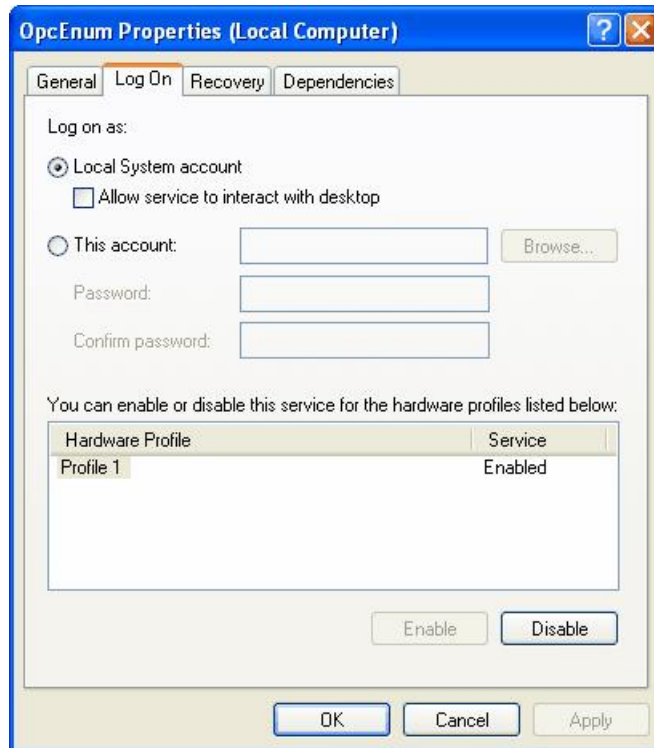 OpcEnum Properties (Local Computer)
General Log On Recovery Dependencies
Log on as:
Local System account
Allow service to interact with desktop
This account:
Browse...
Password:
Confirm password:
You can enable or disable this service for the hardware profiles listed below:
Hardware Profile Service
Profile 1 Enabled
Enable Disable
OK Cancel Apply